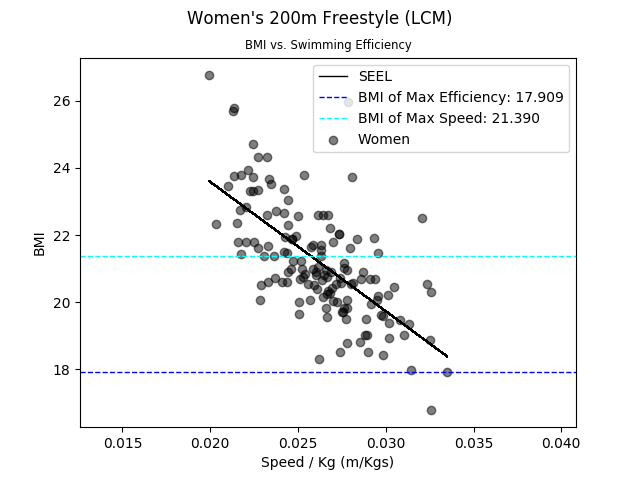 Women's 200m Freestyle (LCM)
BMI vs. Swimming Efficiency
SEEL
BMI of Max Efficiency: 17.909
BMI of Max Speed: 21.390
Women
26
24
22
20
18
BMI
0.015
0.020
0.025
0.030
0.035
0.040
Speed / Kg (m/Kgs)